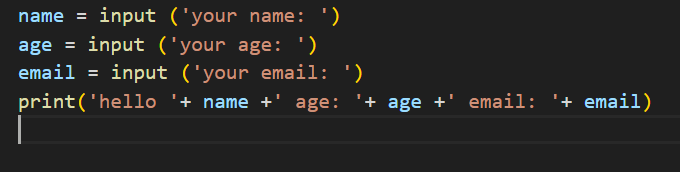 name = input ('your name: ')
age = input ('your age: ')
email = input ('your email: ')
print('hello '+ name +' age: '+ age +' email: '+ email)